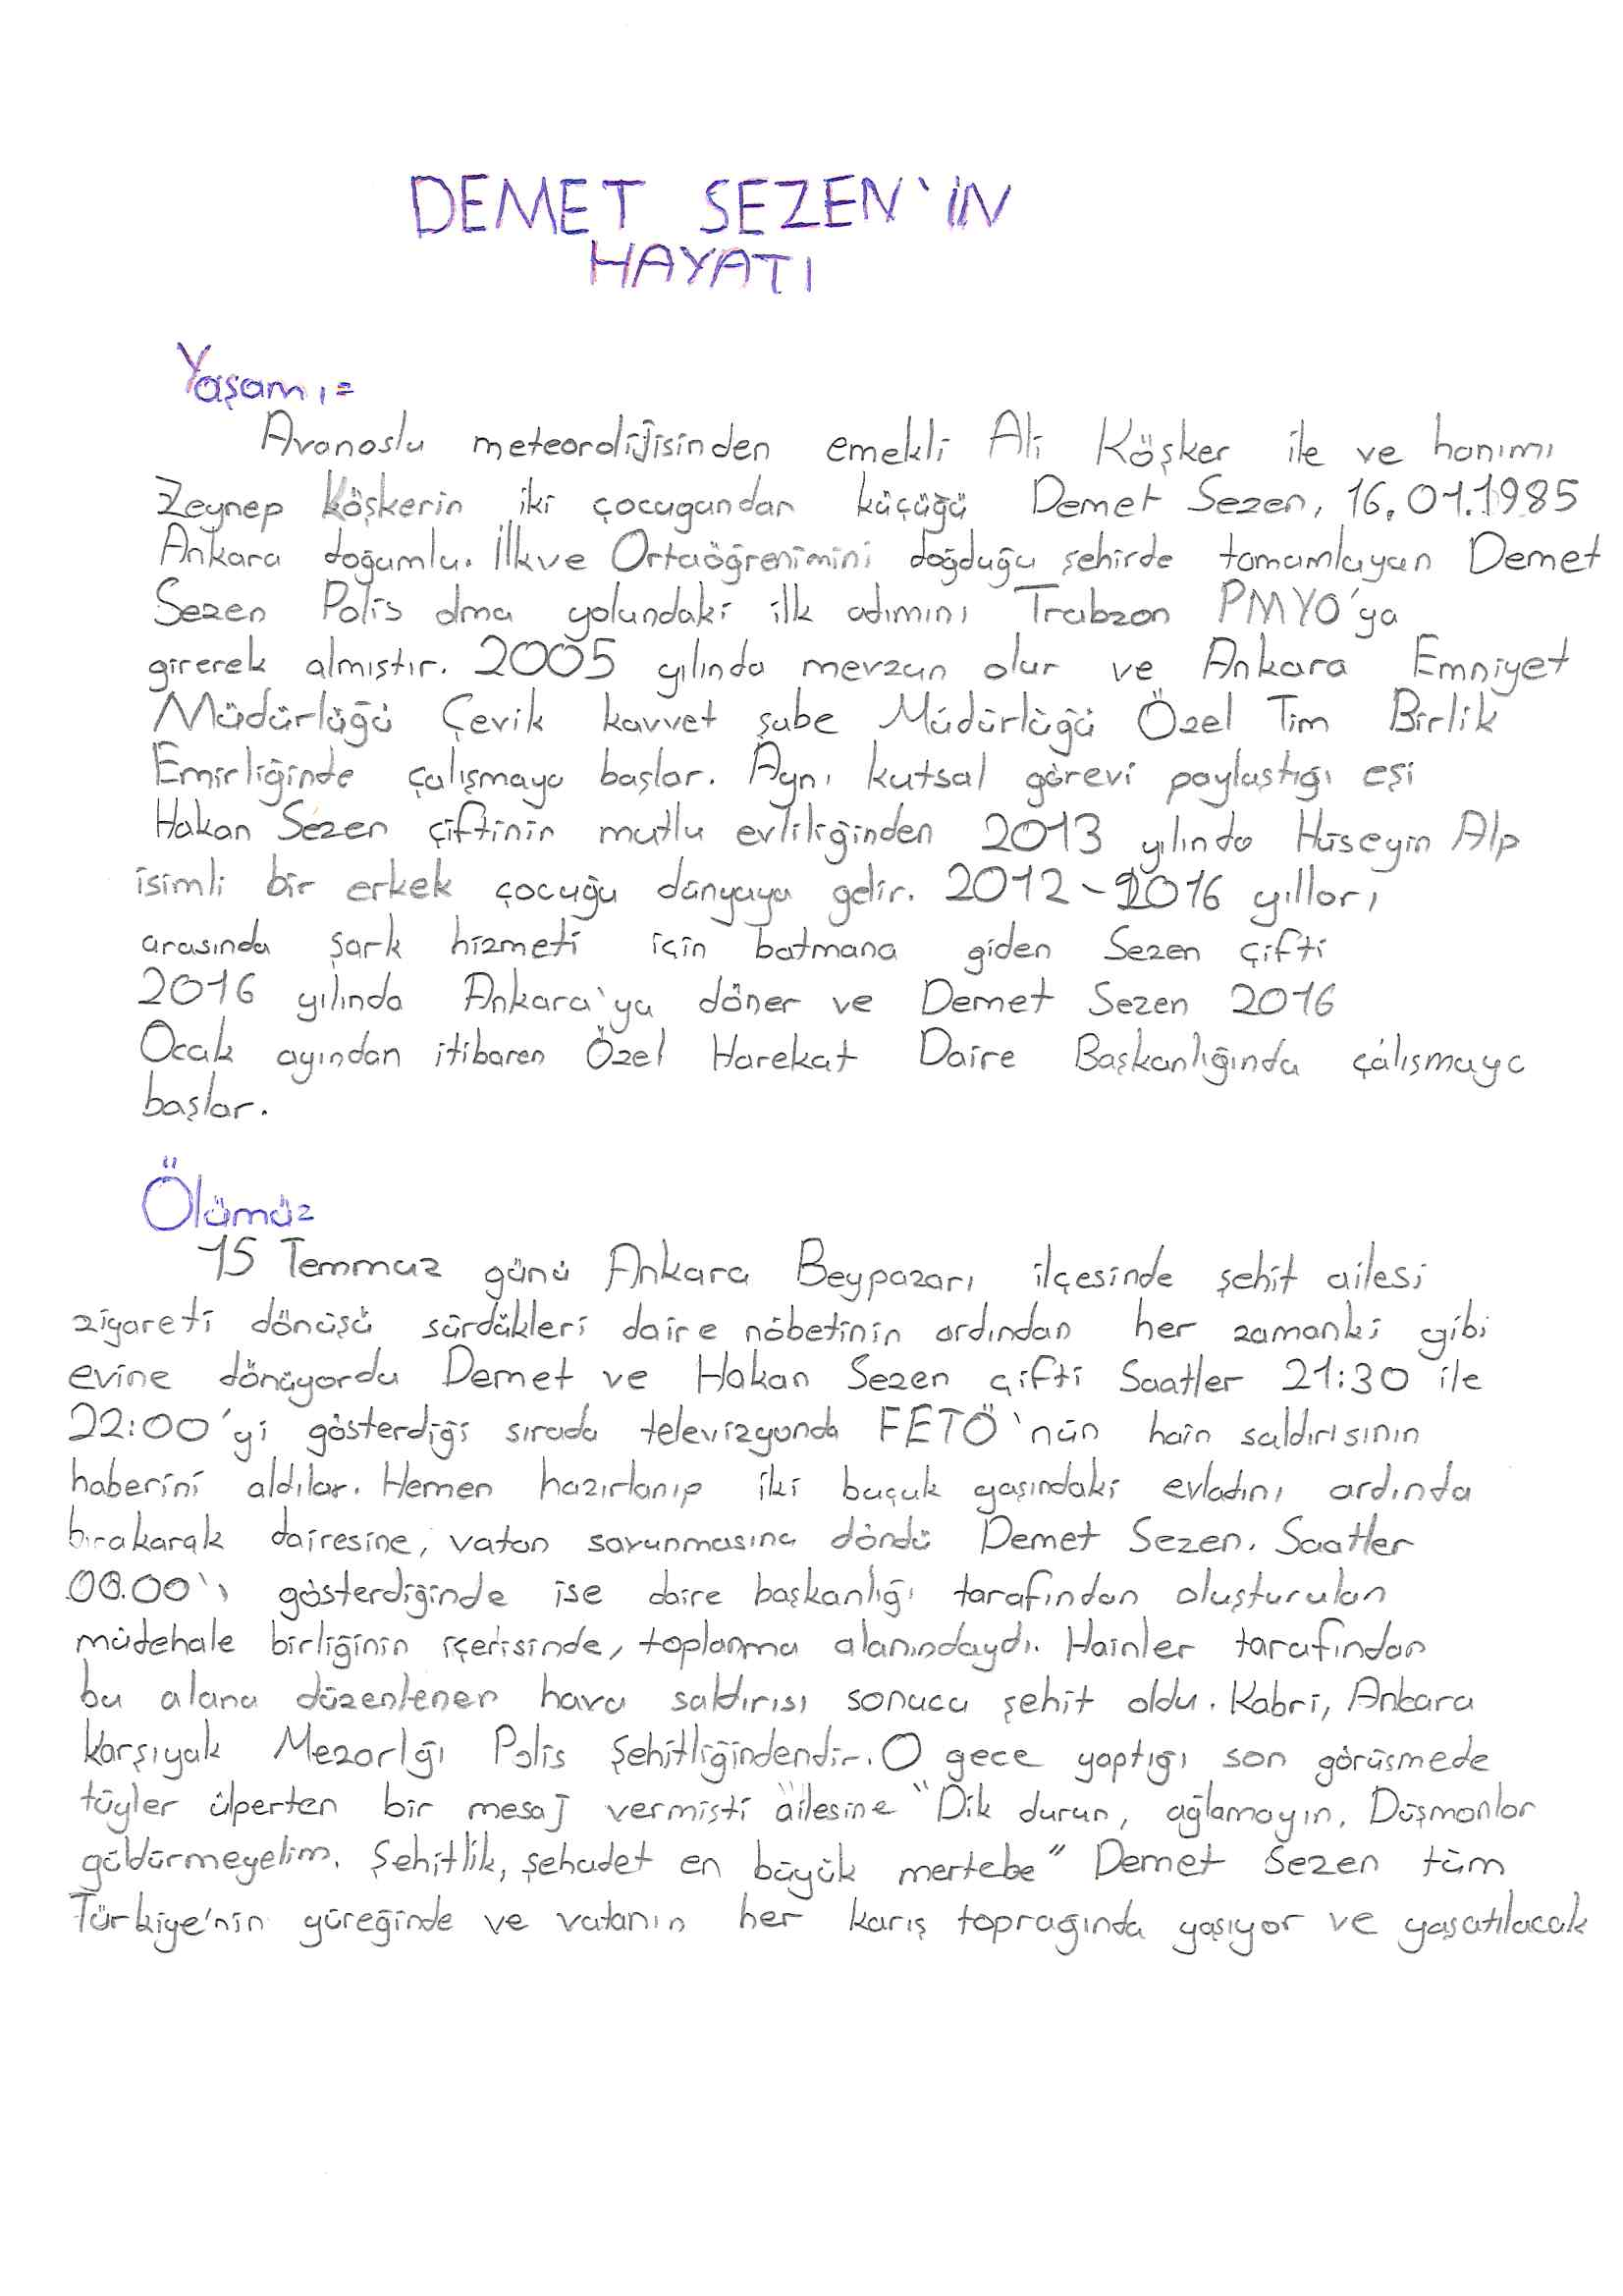 DEMET SEZEN'İN
HAYATI
Yaşamı=
Avanoslu meteorolijisinden emekli Ali Köşker ile ve hanımı
Zeynep Köşkerin iki çocugundan küçüğü Demet Sezen, 16.01.1985
Ankara doğumlu. İlkve Ortaöğrenimini doğduğu şehirde tamamlayan Demet
Sezen Polis olma yolundaki ilk adımını Trabzon PMYO'ya
girerek almıştır. 2005 yılında mevzun olur ve Ankara Emniyet
Müdürlüğü Çevik kuvvet şube Müdürlüğü Özel Tim Birlik
Emirliğinde çalışmaya başlar. Aynı kutsal görevi paylaştığı eşi
Hakan Sezen çiftinin mutlu evliliğinden 2013 yılında Hüseyin Alp
isimli bir erkek çocuğu dünyaya gelir. 2012-2016 yılları
arasında şark hizmeti için batmana giden Sezen çifti
2016 yılında Ankara'ya döner ve Demet Sezen 2016
Ocak ayından itibaren Özel Harekat Daire Başkanlığında çalışmaya
başlar.
Ölümü=
15 Temmuz günü Ankara Beypazarı ilçesinde şehit ailesi
ziyareti dönüşü sürdükleri daire nöbetinin ardından her zamanki gibi
evine dönüyordu Demet ve Hakan Sezen çifti Saatler 21:30 ile
22:00'yi gösterdiği sırada televizyonda FETÖ'nün hain saldırısının
haberini aldılar. Hemen hazırlanıp iki buçuk yaşındaki evladını ardında
bırakarak dairesine, vatan savunmasına döndü Demet Sezen. Saatler
00.00'ı gösterdiğinde ise daire başkanlığı tarafından oluşturulan
müdehale birliğinin içerisinde, toplanma alanındaydı. Hainler tarafından
bu alana düzenlenen hava saldırısı sonucu şehit oldu. Kabri, Ankara
Karşıyak Mezarlğı Polis Şehitliğindendir. O gece yaptığı son görüşmede
tüyler ülperten bir mesaj vermişti ailesine "Dik durun, ağlamayın. Düşmanlar
güldürmeyelim. Şehitlik, şehadet en büyük mertebe" Demet Sezen tüm
Türkiye'nin yüreğinde ve vatanın her karış toprağında yaşıyor ve yaşatılacak